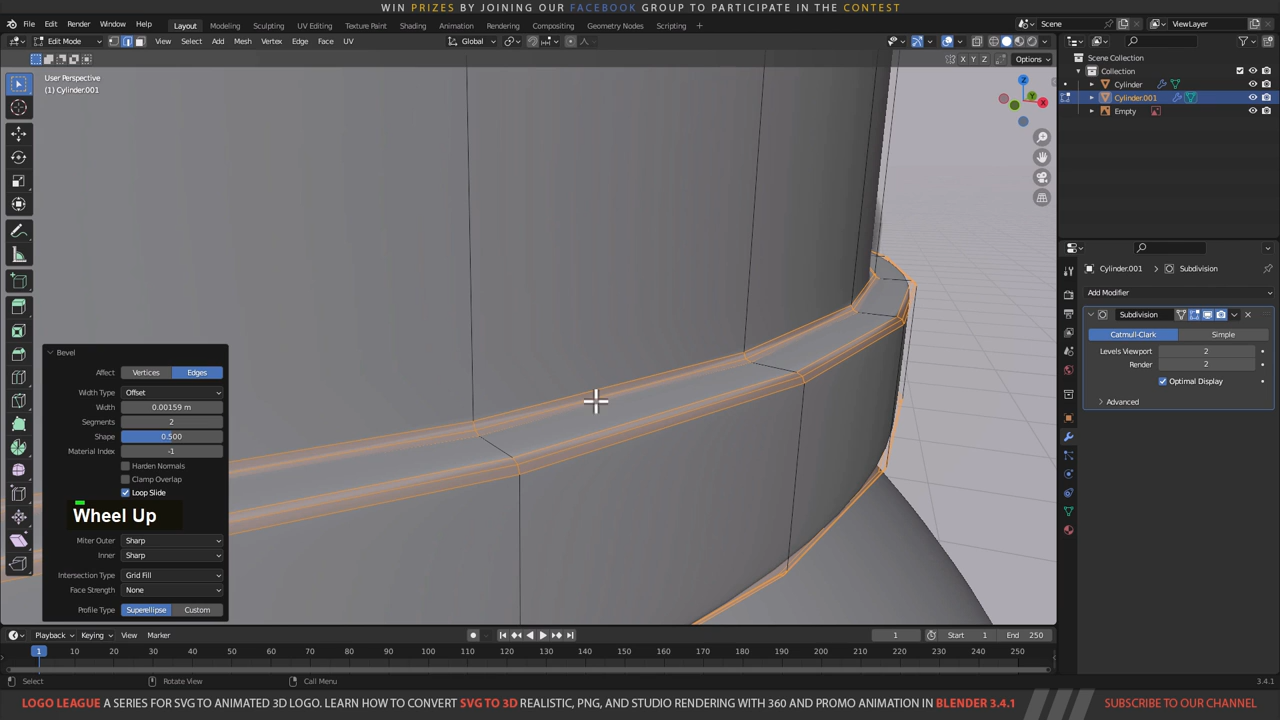 WIN PRIZES BY JOINING OUR FACEBOOK GROUP TO PARTICIPATE IN THE CONTEST
File Edit Render Window Help Layout Modeling Sculpting UV Editing Texture Paint Shading Animation Rendering Compositing Geometry Nodes Scripting Scene ViewLayer
Edit Mode View Select Add Mesh Vertex Edge Face UV Global
X Y Z Options
User Perspective
(1) Cylinder.001
Z
Y
X
Scene Collection
Collection
Cylinder
Cylinder.001
Empty
Cylinder.001 > Subdivision
Add Modifier
Subdivision
Catmull-Clark Simple
Levels Viewport 2
Render 2
Optimal Display
Advanced
Bevel
Affect Vertices Edges
Width Type Offset
Width 0.00159 m
Segments 2
Shape 0.500
Material Index -1
Harden Normals
Clamp Overlap
Loop Slide
Wheel Up
Miter Outer Sharp
Inner Sharp
Intersection Type Grid Fill
Face Strength None
Profile Type Superellipse Custom
Playback Keying View Marker 1 Start 1 End 250
1 10 20 30 40 50 60 70 80 90 100 110 120 130 140 150 160 170 180 190 200 210 220 230 240 250
Select Rotate View Call Menu 3.4.1
LOGO LEAGUE A SERIES FOR SVG TO ANIMATED 3D LOGO. LEARN HOW TO CONVERT SVG TO 3D REALISTIC, PNG, AND STUDIO RENDERING WITH 360 AND PROMO ANIMATION IN BLENDER 3.4.1 SUBSCRIBE TO OUR CHANNEL